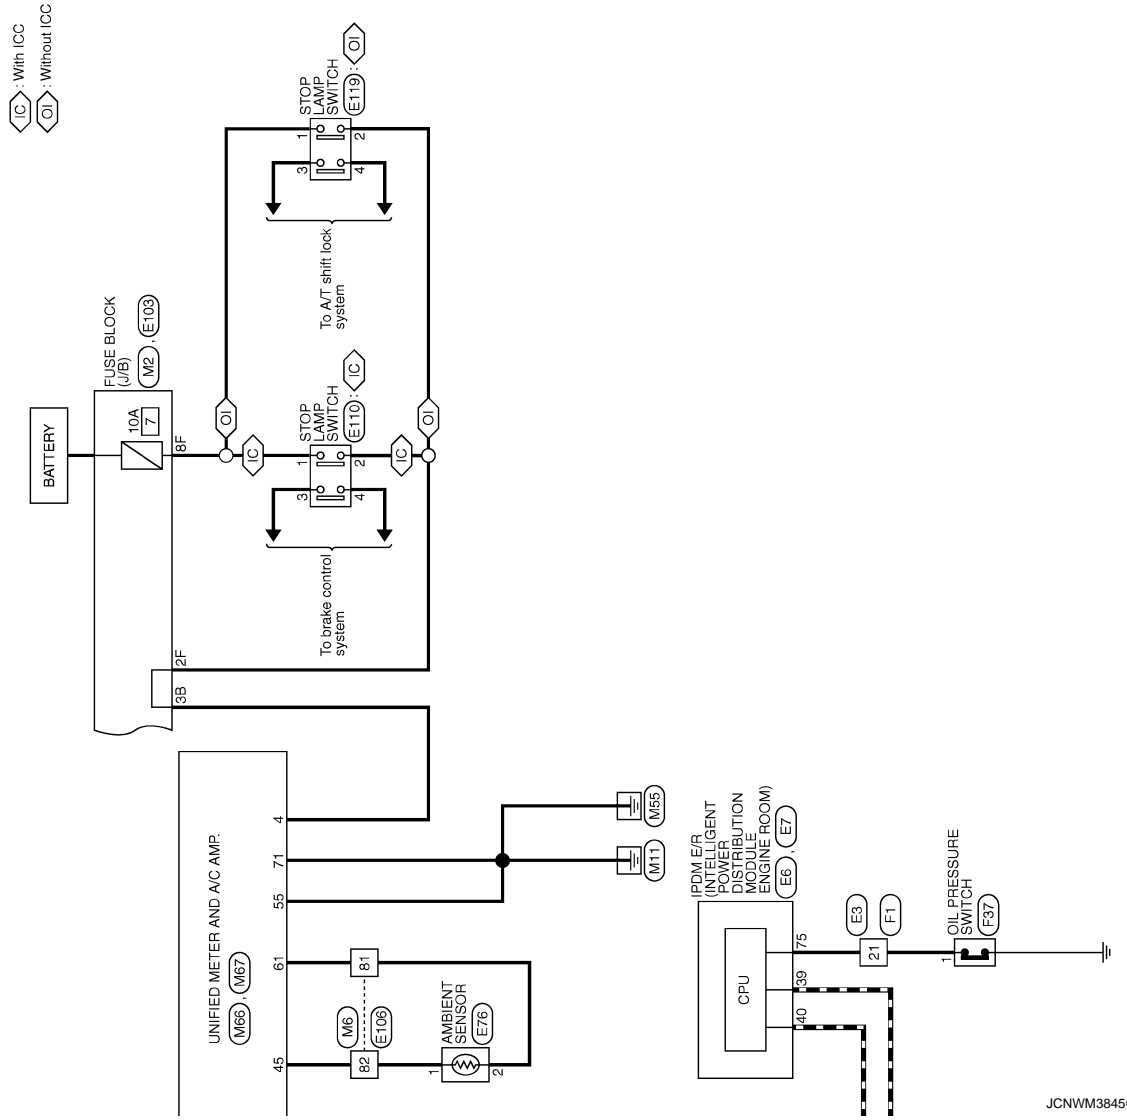 IC : With ICC
OI : Without ICC
STOP
LAMP
SWITCH
E119 : OI
1
2
3
4
To A/T shift lock
system
FUSE BLOCK
(J/B)
M2 , E103
BATTERY
10A
7
8F
OI
IC
STOP
LAMP
SWITCH
E110 : IC
1
2
3
4
IC
OI
To brake control
system
2F
3B
UNIFIED METER AND A/C AMP.
M66 , M67
4
71
55
61
45
M55
M11
81
82
M6
E106
AMBIENT
SENSOR
E76
1
2
IPDM E/R
(INTELLIGENT
POWER
DISTRIBUTION
MODULE
ENGINE ROOM)
E6 , E7
CPU
75
39
40
E3
F1
21
OIL PRESSURE
SWITCH
F37
1